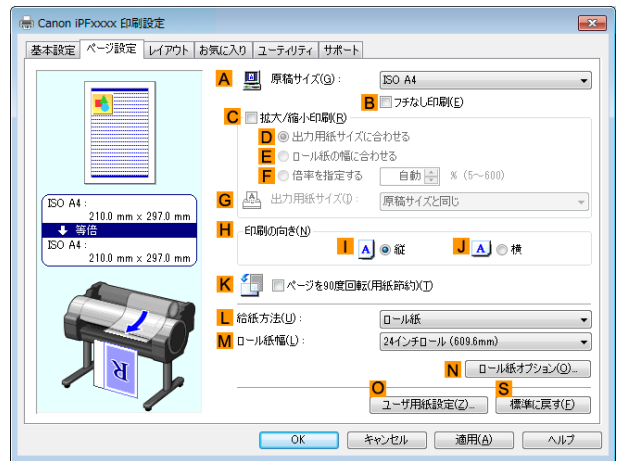 Canon iPFxxxx 印刷設定
基本設定 ページ設定 レイアウト お気に入り ユーティリティ サポート
A 原稿サイズ(G): ISO A4
B フチなし印刷(E)
C 拡大/縮小印刷(R)
D 出力用紙サイズに合わせる
E ロール紙の幅に合わせる
F 倍率を指定する 自動 % (5～600)
G 出力用紙サイズ(I): 原稿サイズと同じ
ISO A4 :
210.0 mm x 297.0 mm
等倍
ISO A4 :
210.0 mm x 297.0 mm
H 印刷の向き(N)
I A 縦 J A 横
K ページを90度回転(用紙節約)(T)
L 給紙方法(U): ロール紙
M ロール紙幅(L): 24インチロール (609.6mm)
N ロール紙オプション(O)...
R
O S
ユーザ用紙設定(Z)... 標準に戻す(F)
OK キャンセル 適用(A) ヘルプ